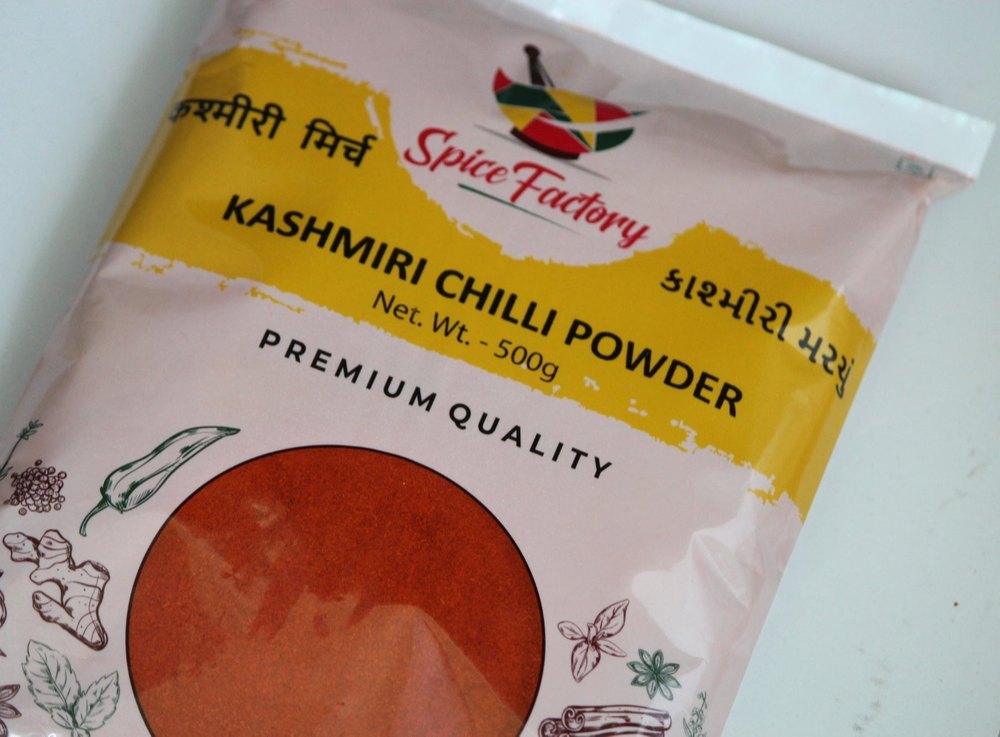 Spice Factory
कश्मीरी मिर्च
KASHMIRI CHILLI POWDER
કાશ્મીરી મરચું
Net. Wt. - 500g
PREMIUM QUALITY